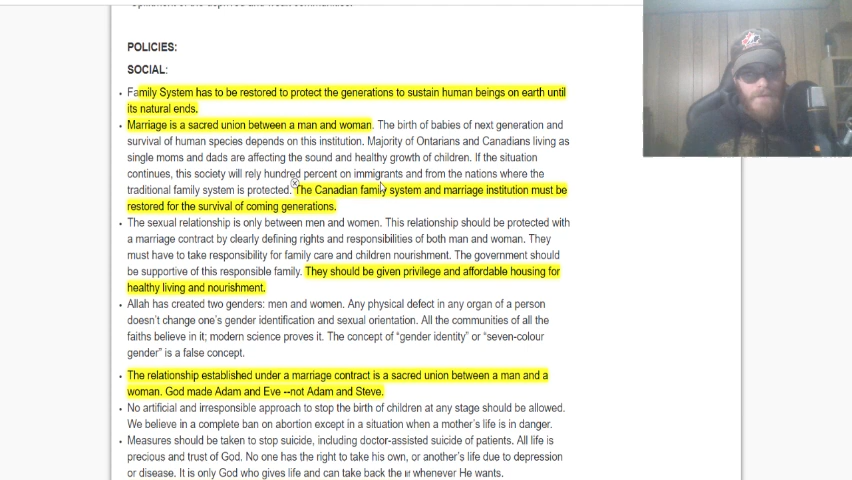 POLICIES:
SOCIAL:
Family System has to be restored to protect the generations to sustain human beings on earth until
its natural ends.
Marriage is a sacred union between a man and woman. The birth of babies of next generation and
survival of human species depends on this institution. Majority of Ontarians and Canadians living as
single moms and dads are affecting the sound and healthy growth of children. If the situation
continues, this society will rely hundred percent on immigrants and from the nations where the
traditional family system is protected. The Canadian family system and marriage institution must be
restored for the survival of coming generations.
The sexual relationship is only between men and women. This relationship should be protected with
a marriage contract by clearly defining rights and responsibilities of both man and woman. They
must have to take responsibility for family care and children nourishment. The government should
be supportive of this responsible family. They should be given privilege and affordable housing for
healthy living and nourishment.
Allah has created two genders: men and women. Any physical defect in any organ of a person
doesn't change one's gender identification and sexual orientation. All the communities of all the
faiths believe in it; modern science proves it. The concept of "gender identity" or "seven-colour
gender" is a false concept.
The relationship established under a marriage contract is a sacred union between a man and a
woman. God made Adam and Eve --not Adam and Steve.
No artificial and irresponsible approach to stop the birth of children at any stage should be allowed.
We believe in a complete ban on abortion except in a situation when a mother's life is in danger.
Measures should be taken to stop suicide, including doctor-assisted suicide of patients. All life is
precious and trust of God. No one has the right to take his own, or another's life due to depression
or disease. It is only God who gives life and can take back the whenever He wants.